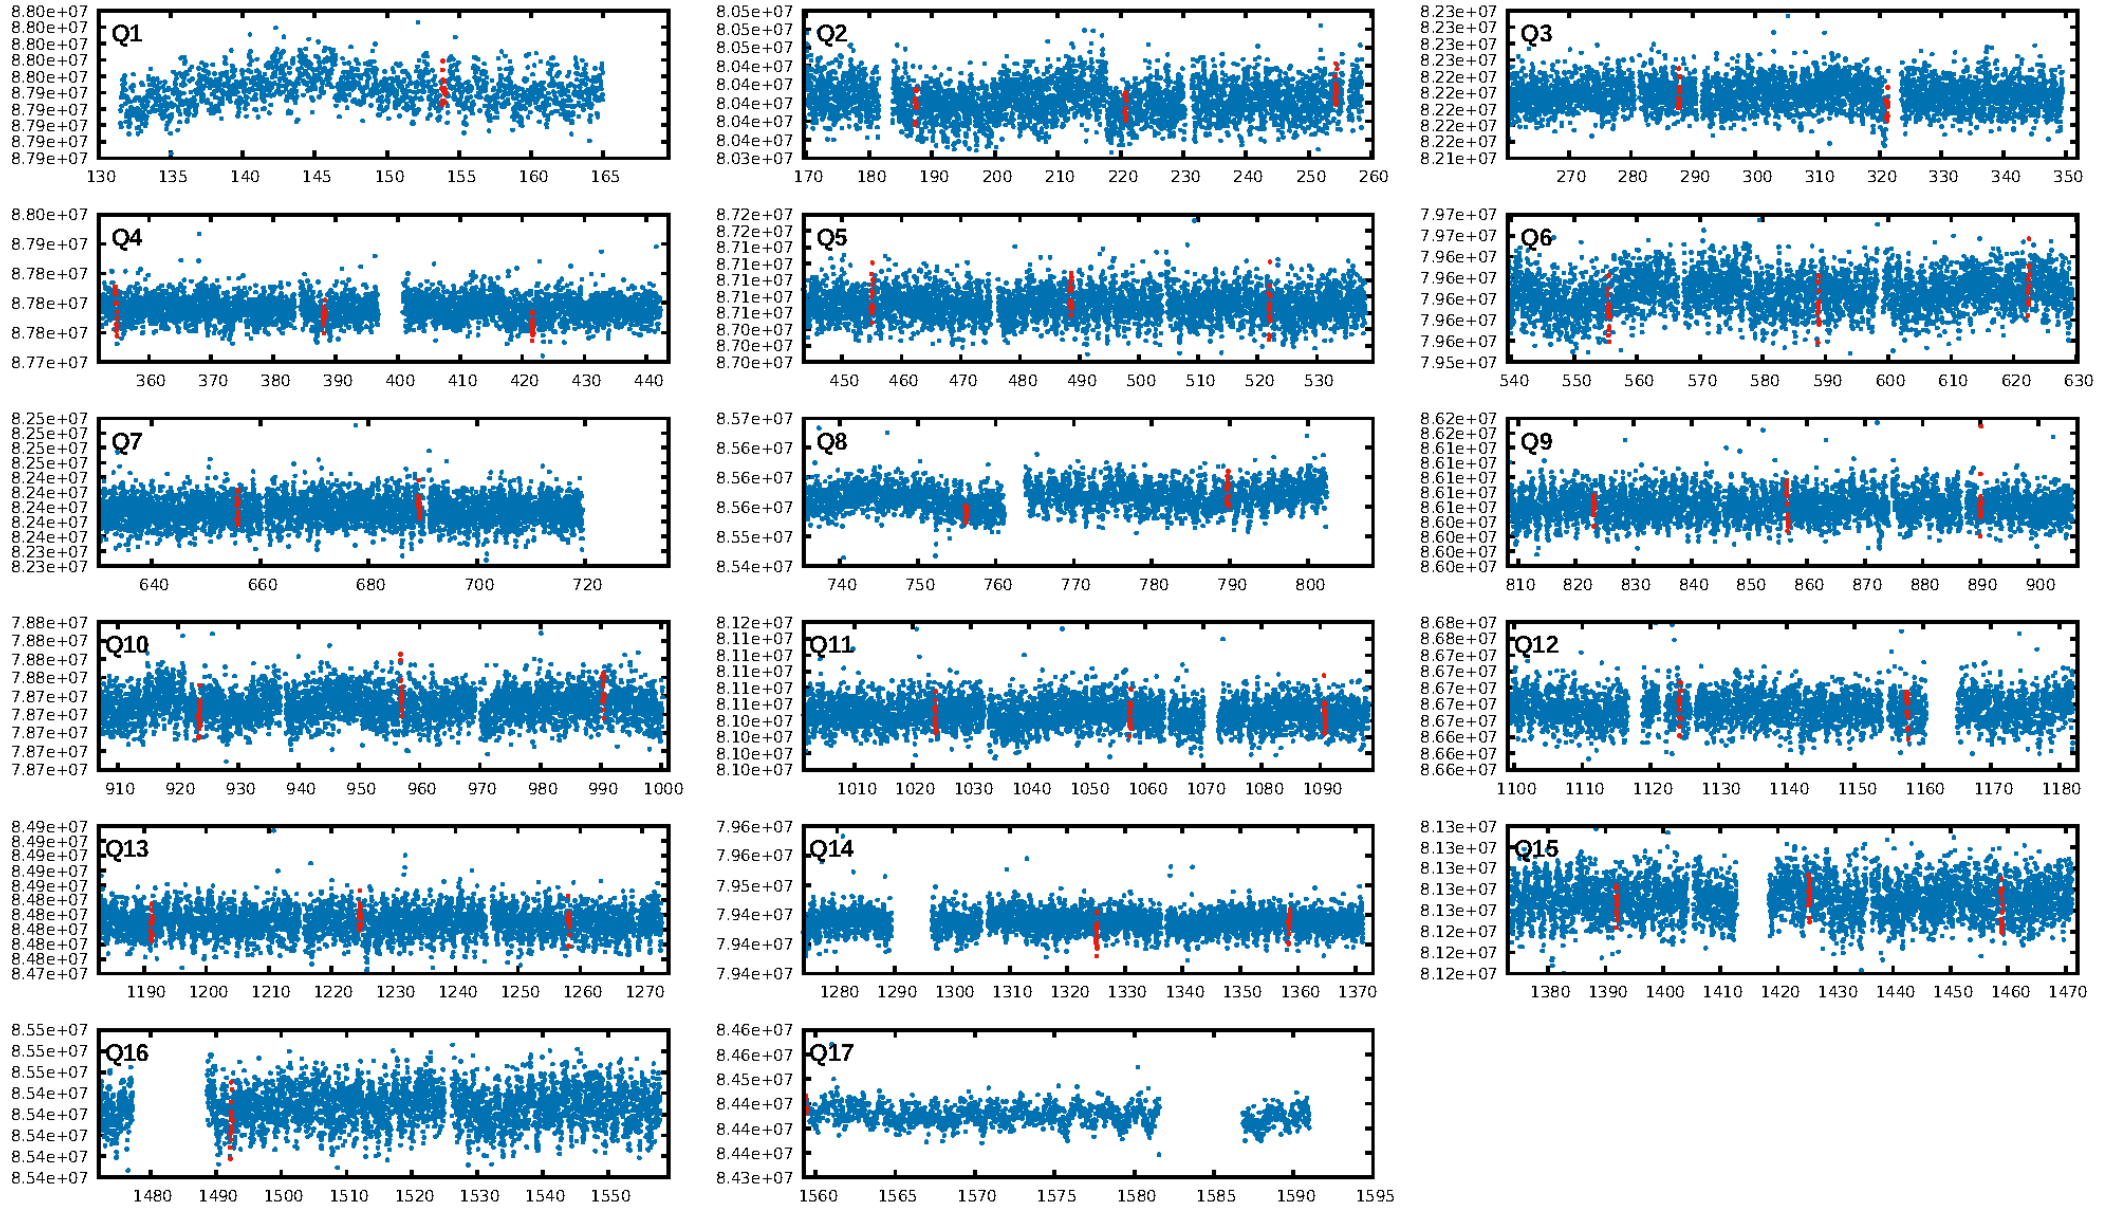 8.80e+07
8.80e+07
8.80e+07
8.80e+07
8.80e+07
8.79e+07
8.79e+07
8.79e+07
8.79e+07
8.79e+07
Q1
130 135 140 145 150 155 160 165
8.05e+07
8.05e+07
8.05e+07
8.04e+07
8.04e+07
8.04e+07
8.04e+07
8.04e+07
8.03e+07
Q2
170 180 190 200 210 220 230 240 250 260
8.23e+07
8.23e+07
8.23e+07
8.23e+07
8.22e+07
8.22e+07
8.22e+07
8.22e+07
8.22e+07
8.21e+07
Q3
270 280 290 300 310 320 330 340 350
8.80e+07
8.79e+07
8.78e+07
8.78e+07
8.78e+07
8.77e+07
Q4
360 370 380 390 400 410 420 430 440
8.72e+07
8.72e+07
8.71e+07
8.71e+07
8.71e+07
8.71e+07
8.71e+07
8.70e+07
8.70e+07
8.70e+07
Q5
450 460 470 480 490 500 510 520 530
7.97e+07
7.97e+07
7.96e+07
7.96e+07
7.96e+07
7.96e+07
7.96e+07
7.95e+07
Q6
540 550 560 570 580 590 600 610 620 630
8.25e+07
8.25e+07
8.25e+07
8.25e+07
8.25e+07
8.24e+07
8.24e+07
8.24e+07
8.24e+07
8.23e+07
8.23e+07
Q7
640 660 680 700 720
8.57e+07
8.56e+07
8.56e+07
8.56e+07
8.55e+07
8.54e+07
Q8
740 750 760 770 780 790 800
8.62e+07
8.62e+07
8.61e+07
8.61e+07
8.61e+07
8.61e+07
8.61e+07
8.60e+07
8.60e+07
8.60e+07
Q9
810 820 830 840 850 860 870 880 890 900
7.88e+07
7.88e+07
7.88e+07
7.88e+07
7.87e+07
7.87e+07
7.87e+07
7.87e+07
7.87e+07
Q10
910 920 930 940 950 960 970 980 990 1000
8.12e+07
8.11e+07
8.11e+07
8.11e+07
8.11e+07
8.11e+07
8.10e+07
8.10e+07
8.10e+07
8.10e+07
Q11
1010 1020 1030 1040 1050 1060 1070 1080 1090
8.68e+07
8.68e+07
8.67e+07
8.67e+07
8.67e+07
8.67e+07
8.67e+07
8.66e+07
8.66e+07
8.66e+07
Q12
1100 1110 1120 1130 1140 1150 1160 1170 1180
8.49e+07
8.49e+07
8.49e+07
8.49e+07
8.49e+07
8.48e+07
8.48e+07
8.48e+07
8.48e+07
8.48e+07
8.47e+07
Q13
1190 1200 1210 1220 1230 1240 1250 1260 1270
7.96e+07
7.96e+07
7.95e+07
7.94e+07
7.94e+07
7.94e+07
Q14
1280 1290 1300 1310 1320 1330 1340 1350 1360 1370
8.13e+07
8.13e+07
8.13e+07
8.13e+07
8.13e+07
8.12e+07
8.12e+07
Q15
1380 1390 1400 1410 1420 1430 1440 1450 1460 1470
8.55e+07
8.55e+07
8.55e+07
8.54e+07
8.54e+07
8.54e+07
8.54e+07
8.54e+07
Q16
1480 1490 1500 1510 1520 1530 1540 1550
8.46e+07
8.46e+07
8.45e+07
8.44e+07
8.44e+07
8.44e+07
8.43e+07
Q17
1560 1565 1570 1575 1580 1585 1590 1595